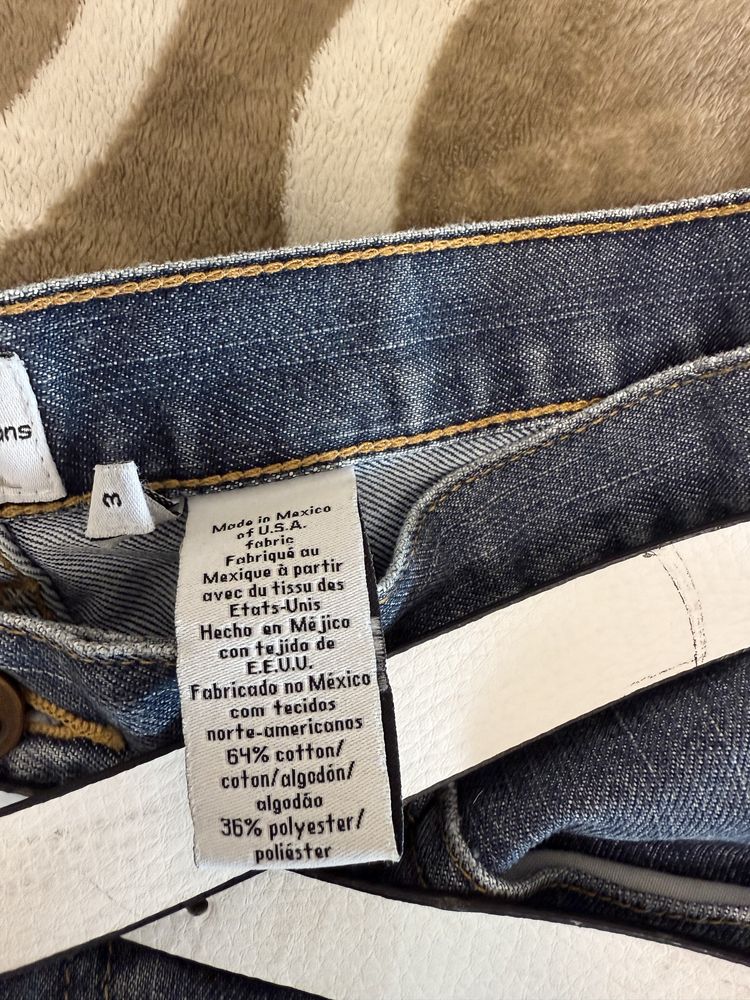 ns
3
Made in Mexico
of U.S.A.
fabric
Fabriqué au
Mexique à partir
avec du tissu des
Etats-Unis
Hecho en Méjico
con tejido de
E.E.U.U.
Fabricado no México
com tecidos
norte-americanos
64% cotton/
coton/algodón/
algodão
36% polyester/
poliéster